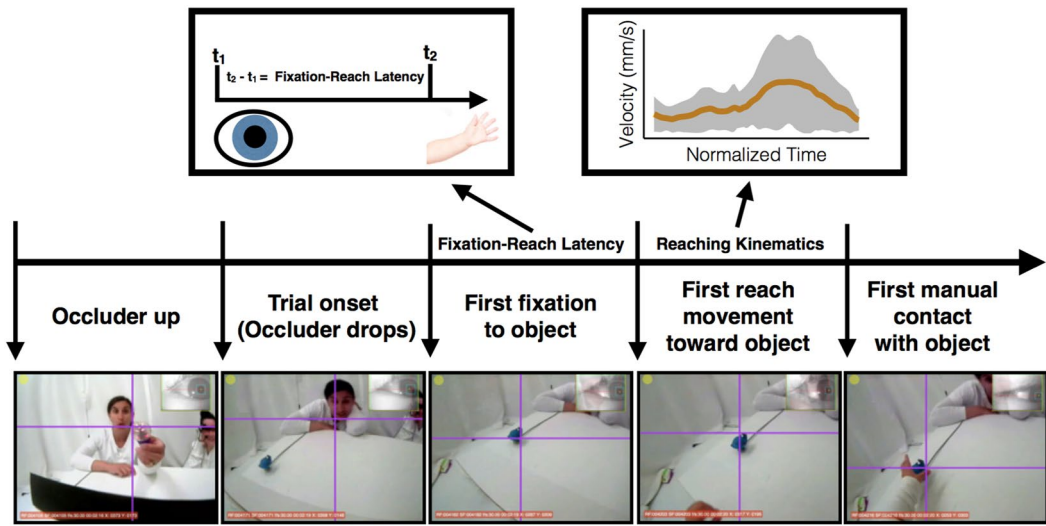 t1
t2
t2 - t1 = Fixation-Reach Latency
Velocity (mm/s)
Normalized Time
Fixation-Reach Latency
Reaching Kinematics
Occluder up
Trial onset
(Occluder drops)
First fixation
to object
First reach
movement
toward object
First manual
contact
with object